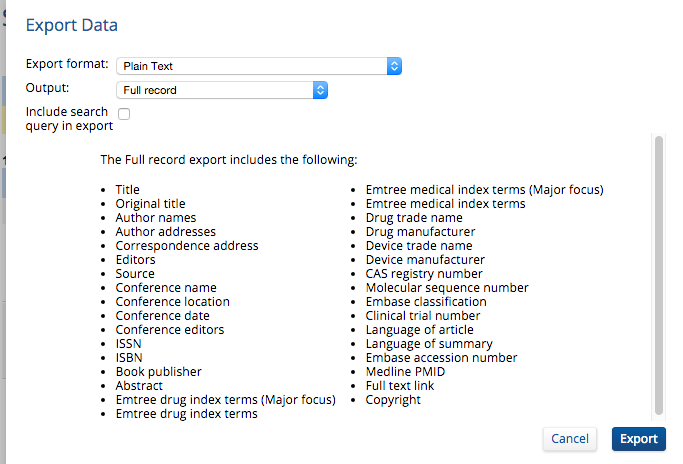 Export Data
Export format: Plain Text
Output: Full record
Include search
query in export
The Full record export includes the following:
• Title
• Original title
• Author names
• Author addresses
• Correspondence address
• Editors
• Source
• Conference name
• Conference location
• Conference date
• Conference editors
• ISSN
• ISBN
• Book publisher
• Abstract
• Emtree drug index terms (Major focus)
• Emtree drug index terms
• Emtree medical index terms (Major focus)
• Emtree medical index terms
• Drug trade name
• Drug manufacturer
• Device trade name
• Device manufacturer
• CAS registry number
• Molecular sequence number
• Embase classification
• Clinical trial number
• Language of article
• Language of summary
• Embase accession number
• Medline PMID
• Full text link
• Copyright
Cancel
Export